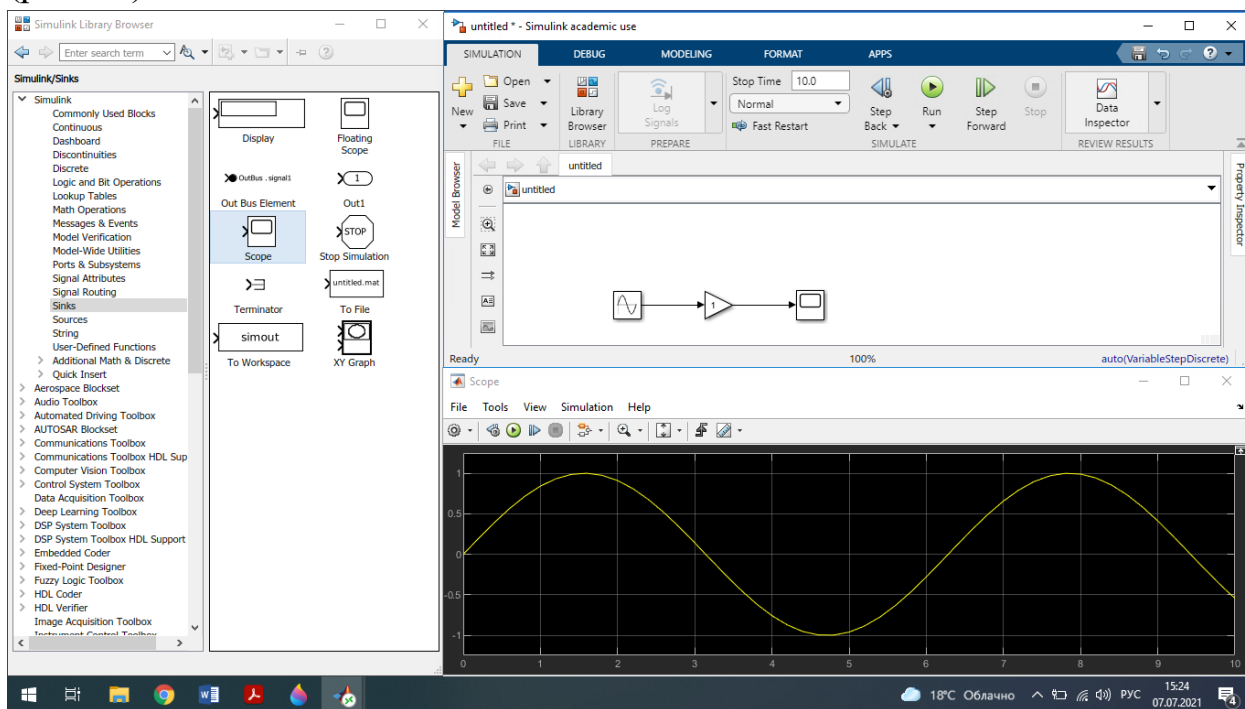 Simulink Library Browser
Enter search term
Simulink/Sinks
Simulink
Commonly Used Blocks
Continuous
Dashboard
Discontinuities
Discrete
Logic and Bit Operations
Lookup Tables
Math Operations
Messages & Events
Model Verification
Model-Wide Utilities
Ports & Subsystems
Signal Attributes
Signal Routing
Sinks
Sources
String
User-Defined Functions
Additional Math & Discrete
Quick Insert
Aerospace Blockset
Audio Toolbox
Automated Driving Toolbox
AUTOSAR Blockset
Communications Toolbox
Communications Toolbox HDL Sup
Computer Vision Toolbox
Control System Toolbox
Data Acquisition Toolbox
Deep Learning Toolbox
DSP System Toolbox
DSP System Toolbox HDL Support
Embedded Coder
Fixed-Point Designer
Fuzzy Logic Toolbox
HDL Coder
HDL Verifier
Image Acquisition Toolbox
Instrument Control Toolbox
Display
Floating
Scope
OutBus . signal1
1
Out Bus Element
Out1
STOP
Scope
Stop Simulation
untitled.mat
Terminator
To File
simout
To Workspace
XY Graph
untitled * - Simulink academic use
SIMULATION DEBUG MODELING FORMAT APPS
New
Open
Save
Print
FILE
Library
Browser
LIBRARY
Log
Signals
PREPARE
Stop Time 10.0
Normal
Fast Restart
Step
Back
Run
Step
Forward
Stop
SIMULATE
Data
Inspector
REVIEW RESULTS
Model Browser
untitled
untitled
Property Inspector
1
Ready 100% auto(VariableStepDiscrete)
Scope
File Tools View Simulation Help
1
0.5
0
-0.5
-1
0 1 2 3 4 5 6 7 8 9 10
18°C Облачно
РУС
15:24
07.07.2021
4